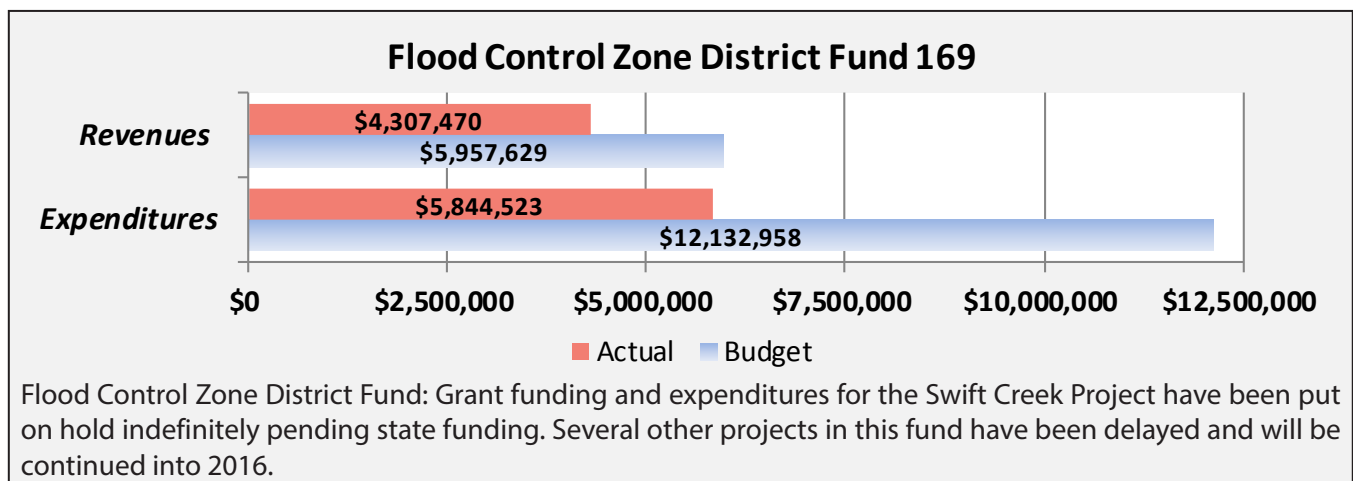 Flood Control Zone District Fund 169
Revenues
$4,307,470
$5,957,629
Expenditures
$5,844,523
$12,132,958
$0 $2,500,000 $5,000,000 $7,500,000 $10,000,000 $12,500,000
Actual Budget
Flood Control Zone District Fund: Grant funding and expenditures for the Swift Creek Project have been put
on hold indefinitely pending state funding. Several other projects in this fund have been delayed and will be
continued into 2016.